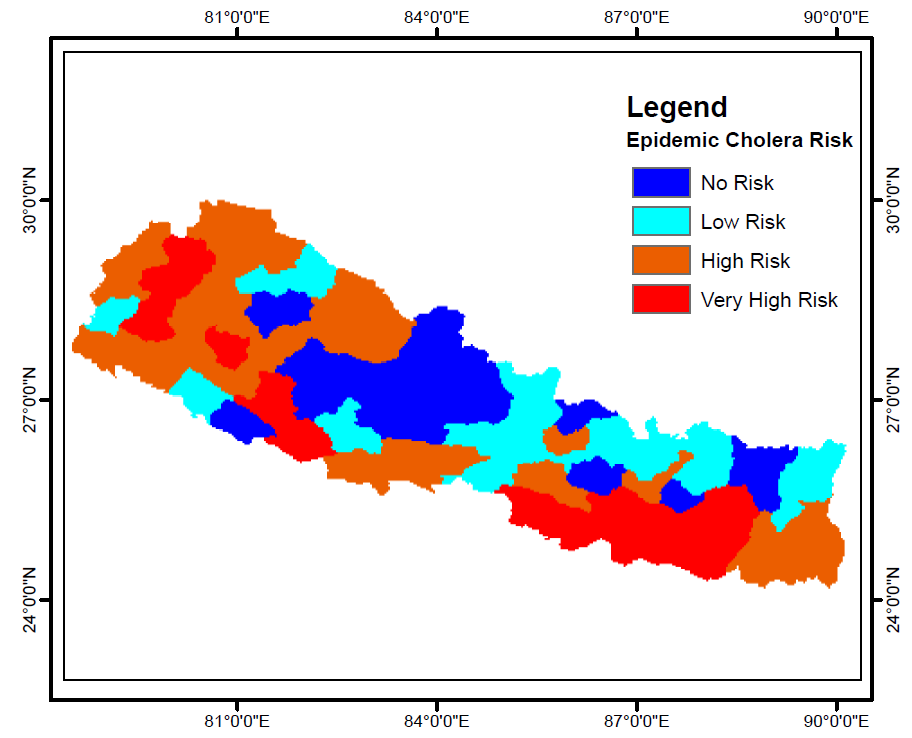 81°0'0"E 84°0'0"E 87°0'0"E 90°0'0"E
Legend
Epidemic Cholera Risk
No Risk
Low Risk
High Risk
Very High Risk
30°0'0"N 30°0'0"N
27°0'0"N 27°0'0"N
24°0'0"N 24°0'0"N
81°0'0"E 84°0'0"E 87°0'0"E 90°0'0"E